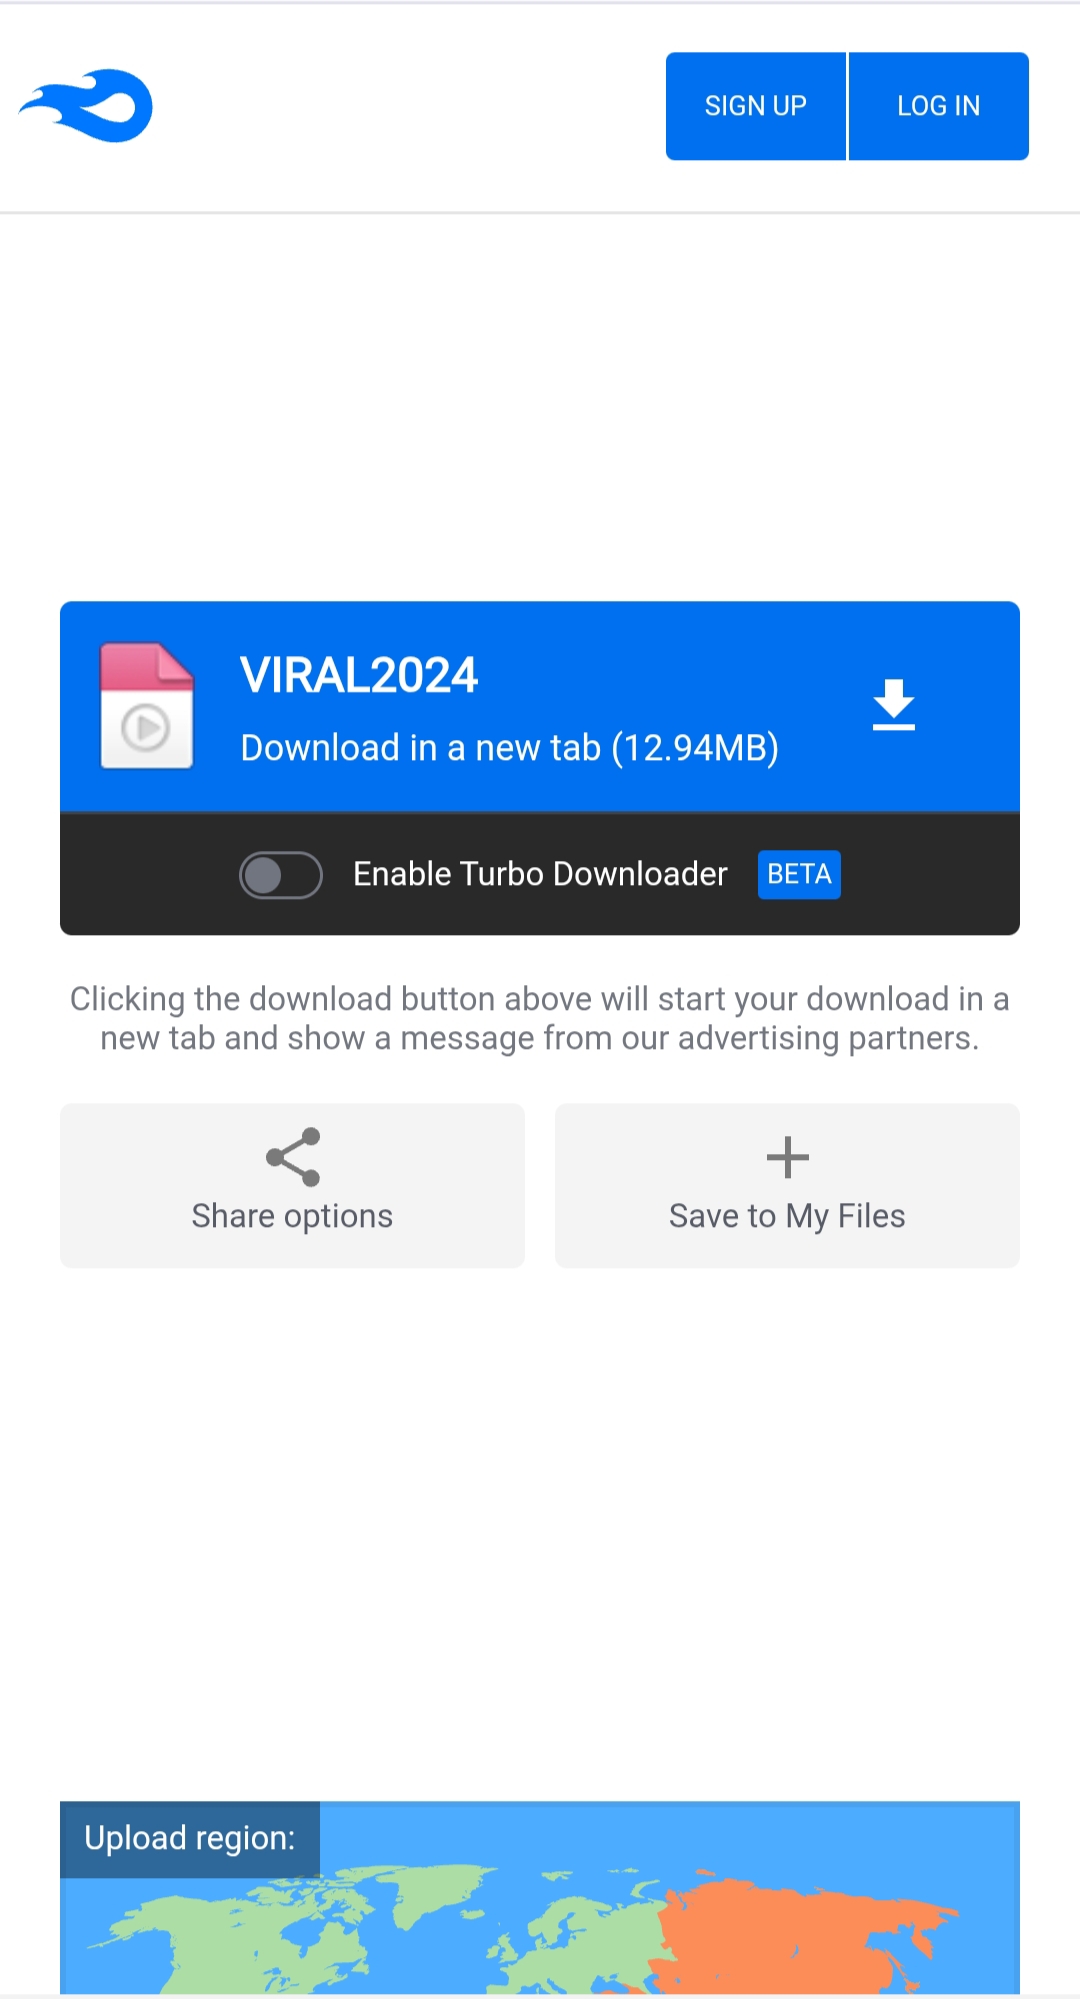 SIGN UP
LOG IN
VIRAL2024
Download in a new tab (12.94MB)
Enable Turbo Downloader
BETA
Clicking the download button above will start your download in a
new tab and show a message from our advertising partners.
Share options
Save to My Files
Upload region: